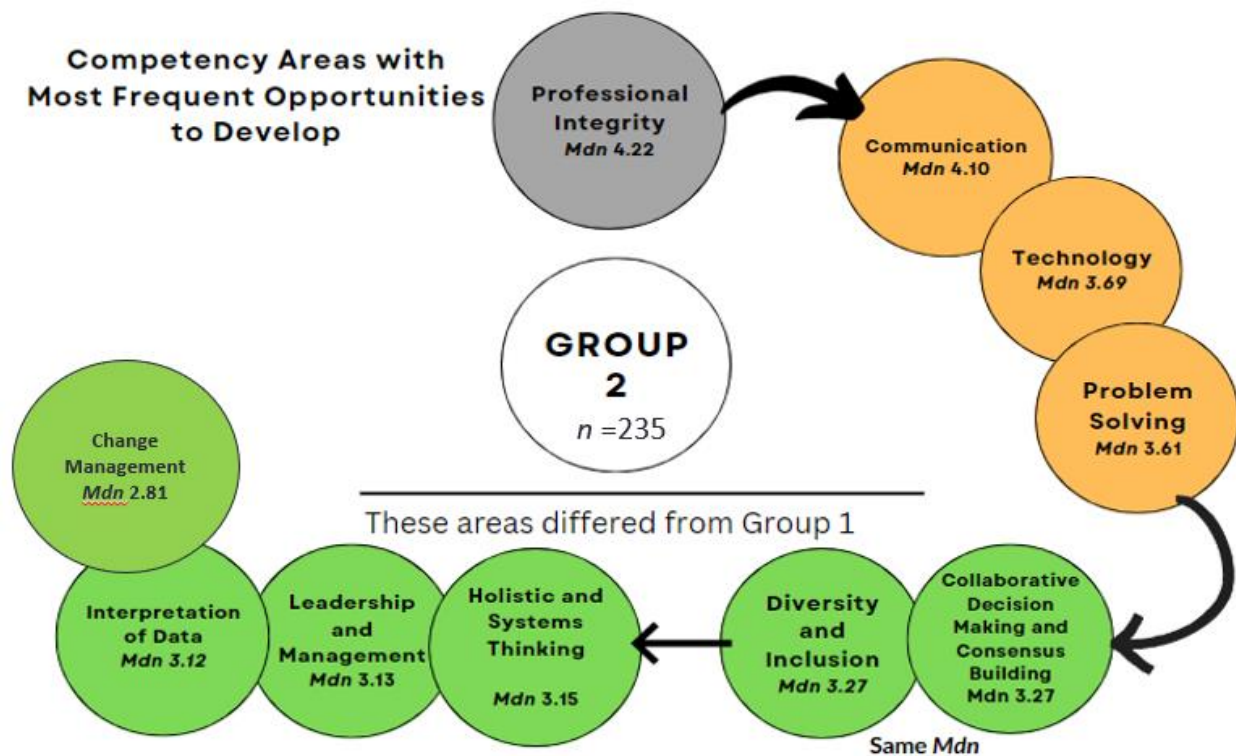 Competency Areas with
Most Frequent Opportunities
to Develop
Professional
Integrity
Mdn 4.22
Communication
Mdn 4.10
Technology
Mdn 3.69
Problem
Solving
Mdn 3.61
GROUP
2
n =235
These areas differed from Group 1
Collaborative
Decision
Making and
Consensus
Building
Mdn 3.27
Diversity
and
Inclusion
Mdn 3.27
Same Mdn
Holistic and
Systems
Thinking
Mdn 3.15
Leadership
and
Management
Mdn 3.13
Interpretation
of Data
Mdn 3.12
Change
Management
Mdn 2.81